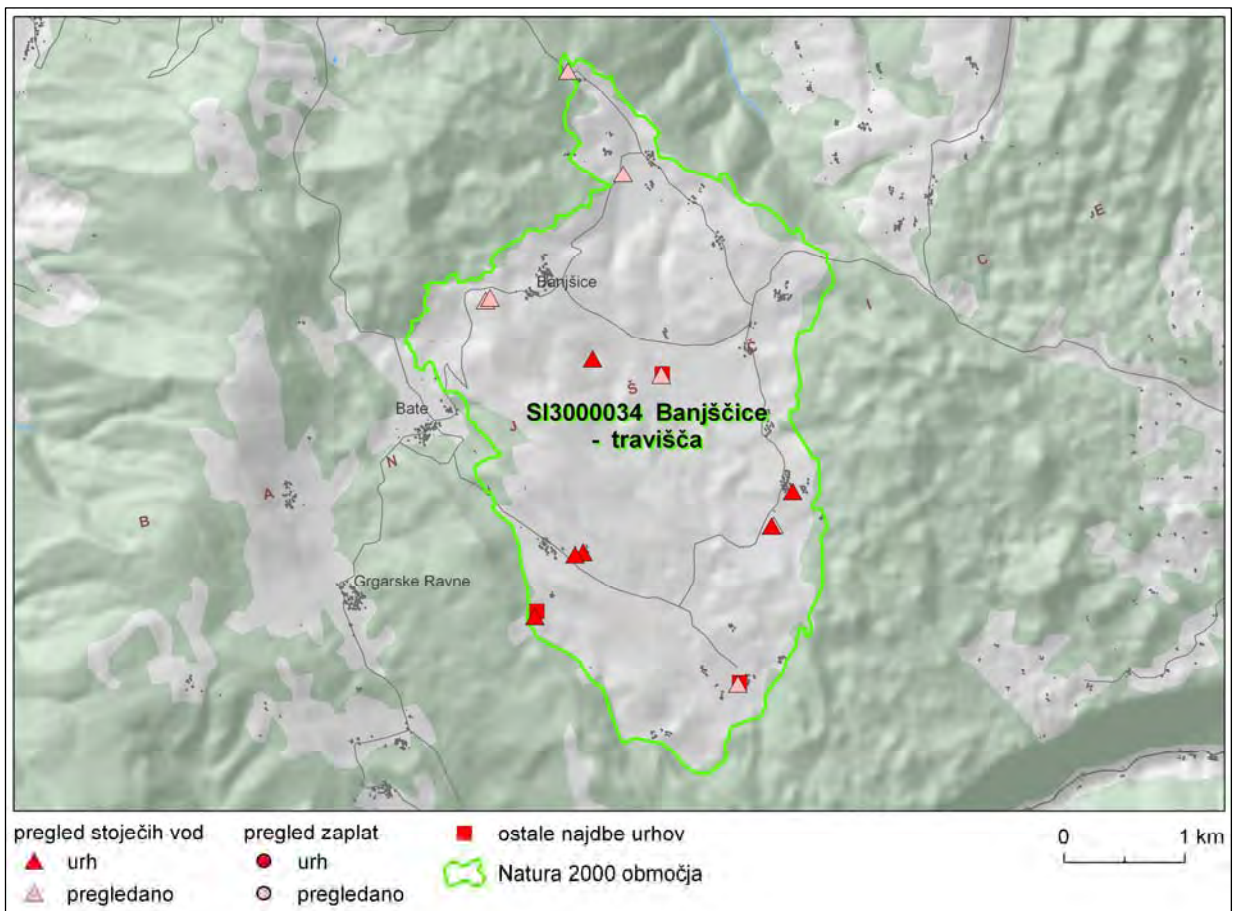 E
C
I
Banjšice
Č
Š
SI3000034 Banjščice
- travišča
Bate
J
N
A
B
Grgarske Ravne
pregled stoječih vod
urh
pregledano
pregled zaplat
urh
pregledano
ostale najdbe urhov
Natura 2000 območja
0 1 km